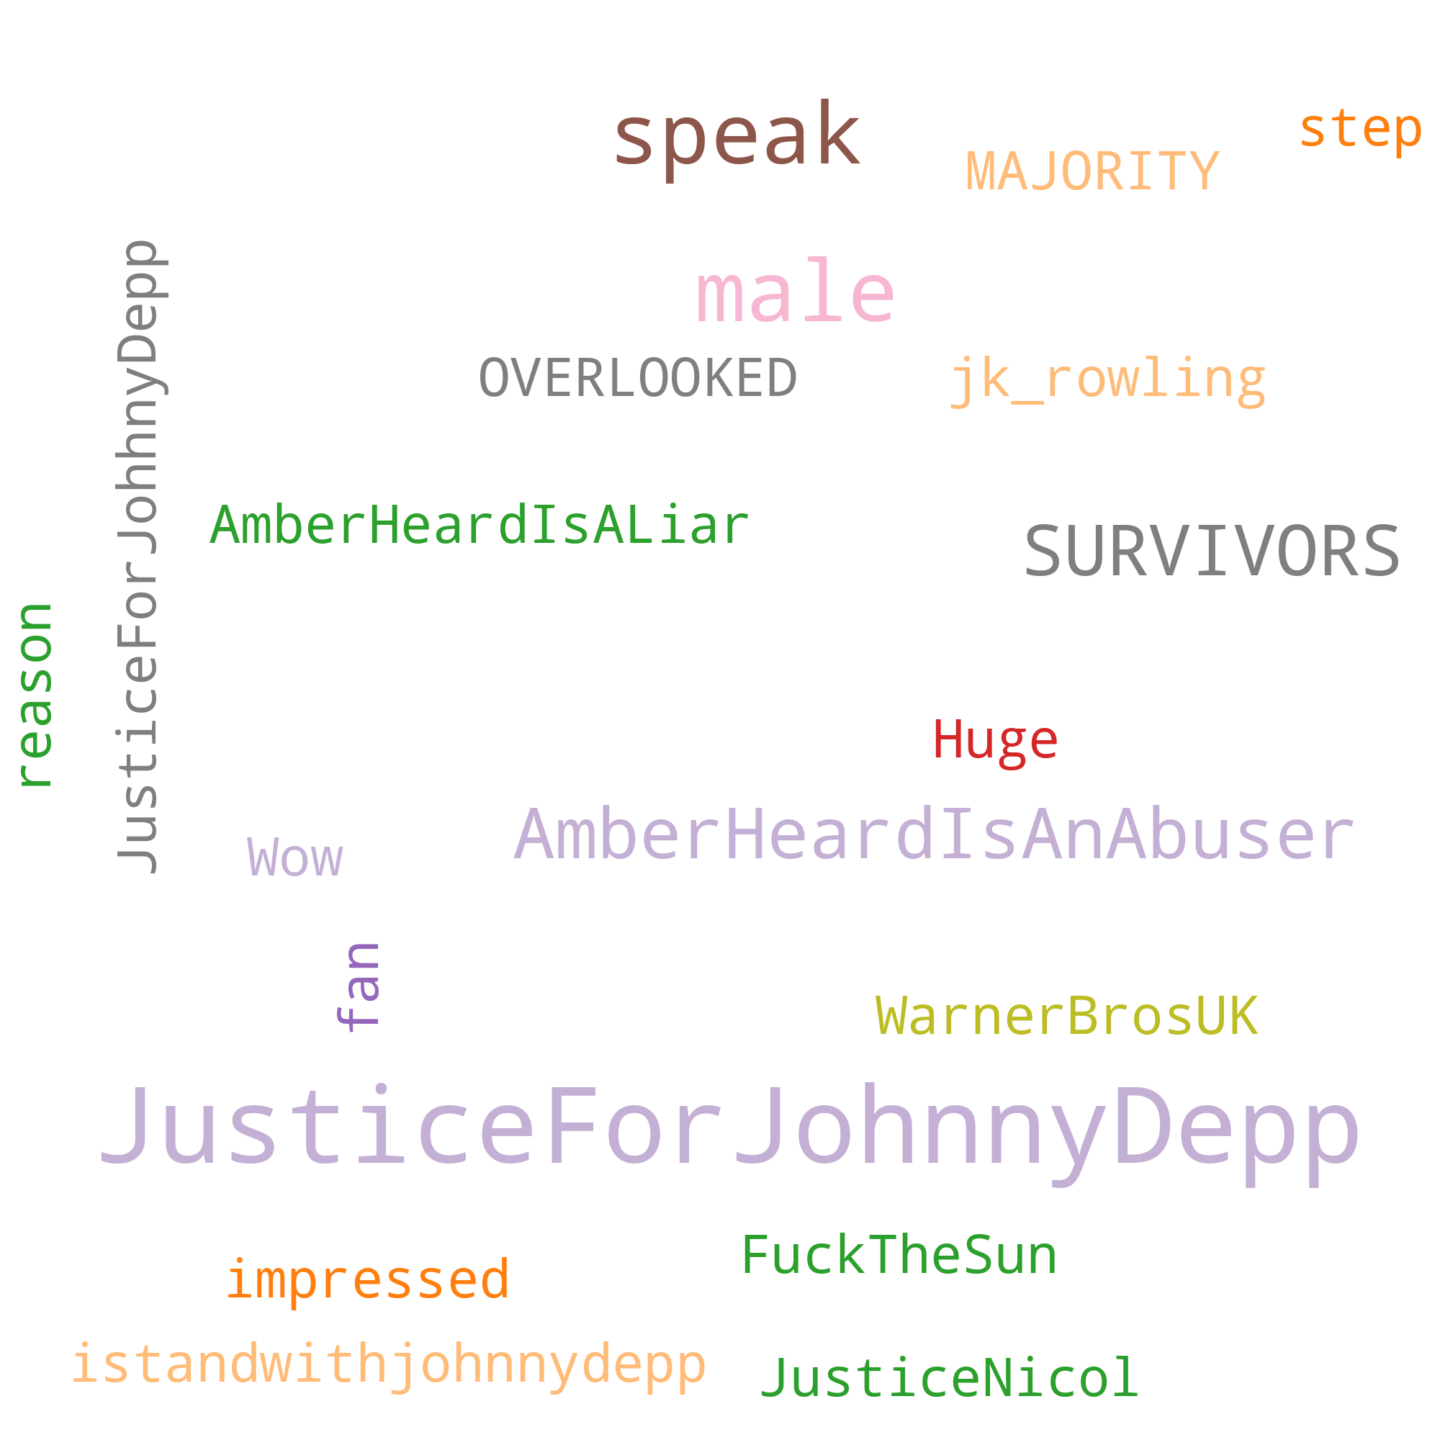 speak
step
MAJORITY
male
OVERLOOKED
jk_rowling
JusticeForJohhnyDepp
AmberHeardIsALiar
SURVIVORS
reason
Huge
AmberHeardIsAnAbuser
Wow
fan
WarnerBrosUK
JusticeForJohnnyDepp
FuckTheSun
impressed
istandwithjohnnydepp
JusticeNicol